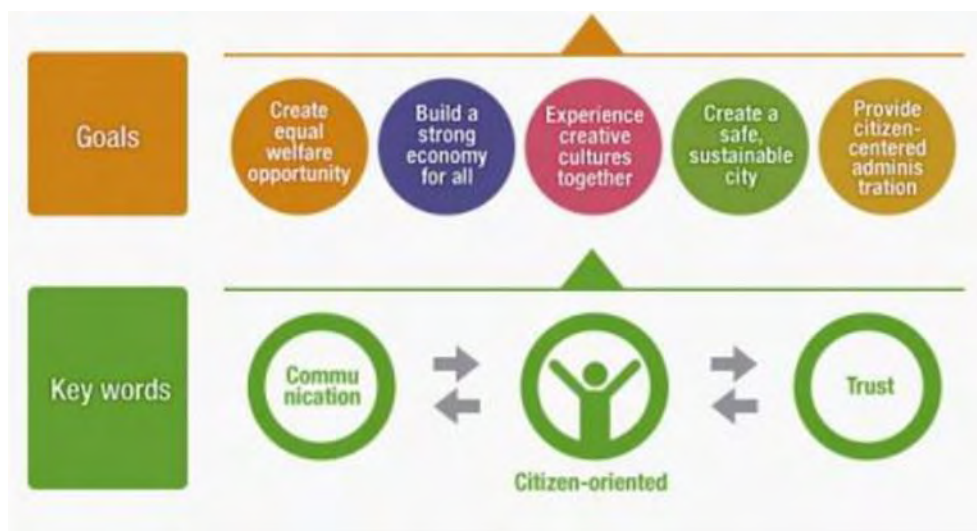 Goals
Create
equal
welfare
opportunity
Build a
strong
economy
for all
Experience
creative
cultures
together
Create a
safe,
sustainable
city
Provide
citizen-
centered
adminis
tration
Key words
Commu
nication
Citizen-oriented
Trust